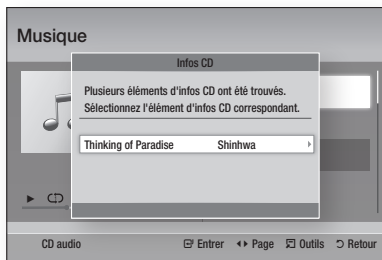 Musique
Infos CD
Plusieurs éléments d'infos CD ont été trouvés.
Sélectionnez l'élément d'infos CD correspondant.
Thinking of Paradise Shinhwa
CD audio Entrer Page Outils Retour